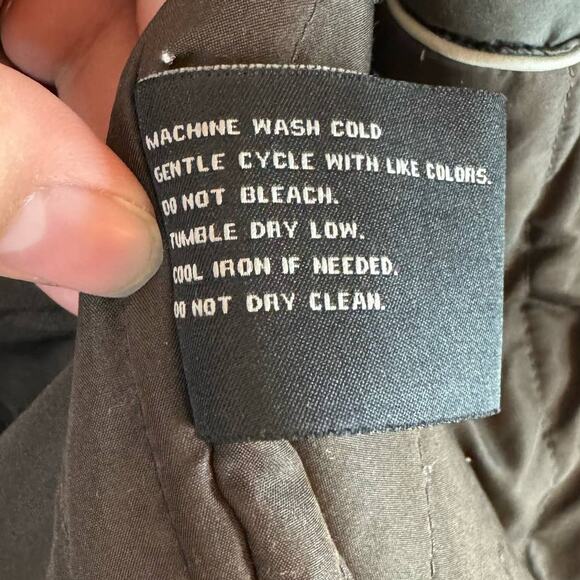 MACHINE WASH COLD
GENTLE CYCLE WITH LIKE COLORS.
DO NOT BLEACH.
TUMBLE DRY LOW.
COOL IRON IF NEEDED.
DO NOT DRY CLEAN.